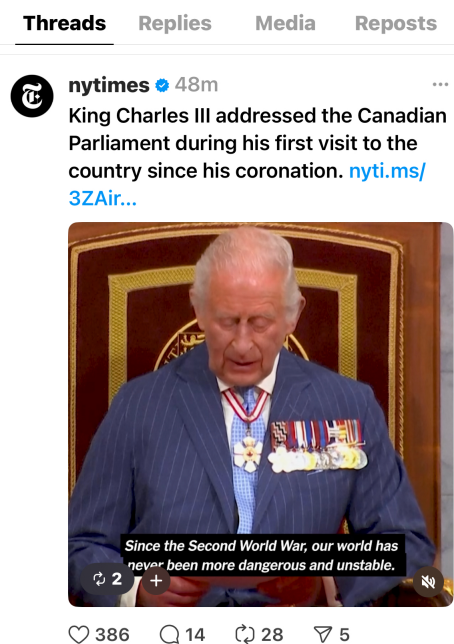 Threads Replies Media Reposts
nytimes 48m
King Charles III addressed the Canadian
Parliament during his first visit to the
country since his coronation. nyti.ms/
3ZAir...
Since the Second World War, our world has
never been more dangerous and unstable.
2
386 14 28 5